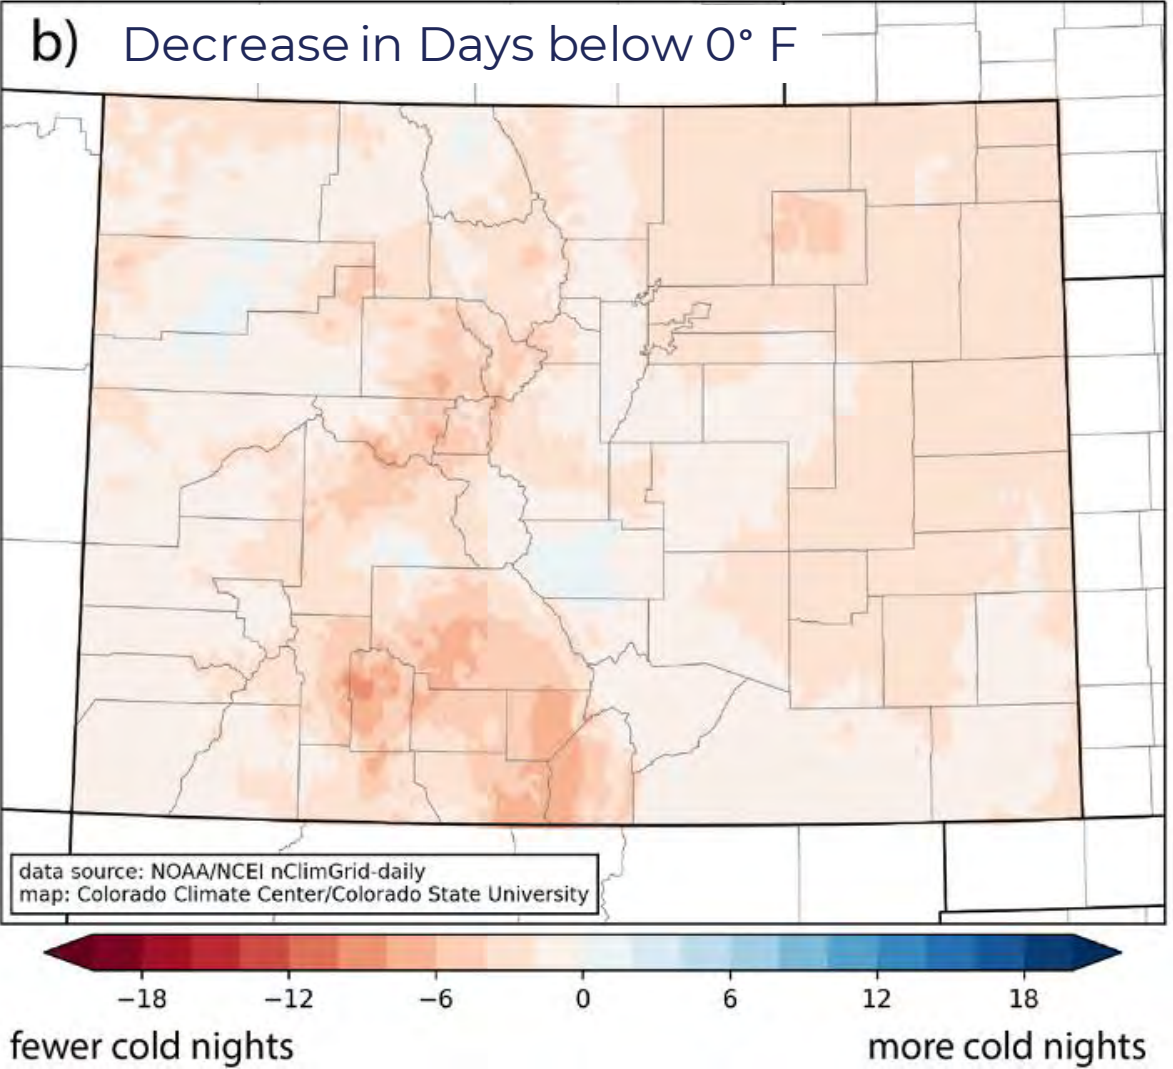 b) Decrease in Days below 0° F
data source: NOAA/NCEI nClimGrid-daily
map: Colorado Climate Center/Colorado State University
−18 −12 −6 0 6 12 18
fewer cold nights more cold nights